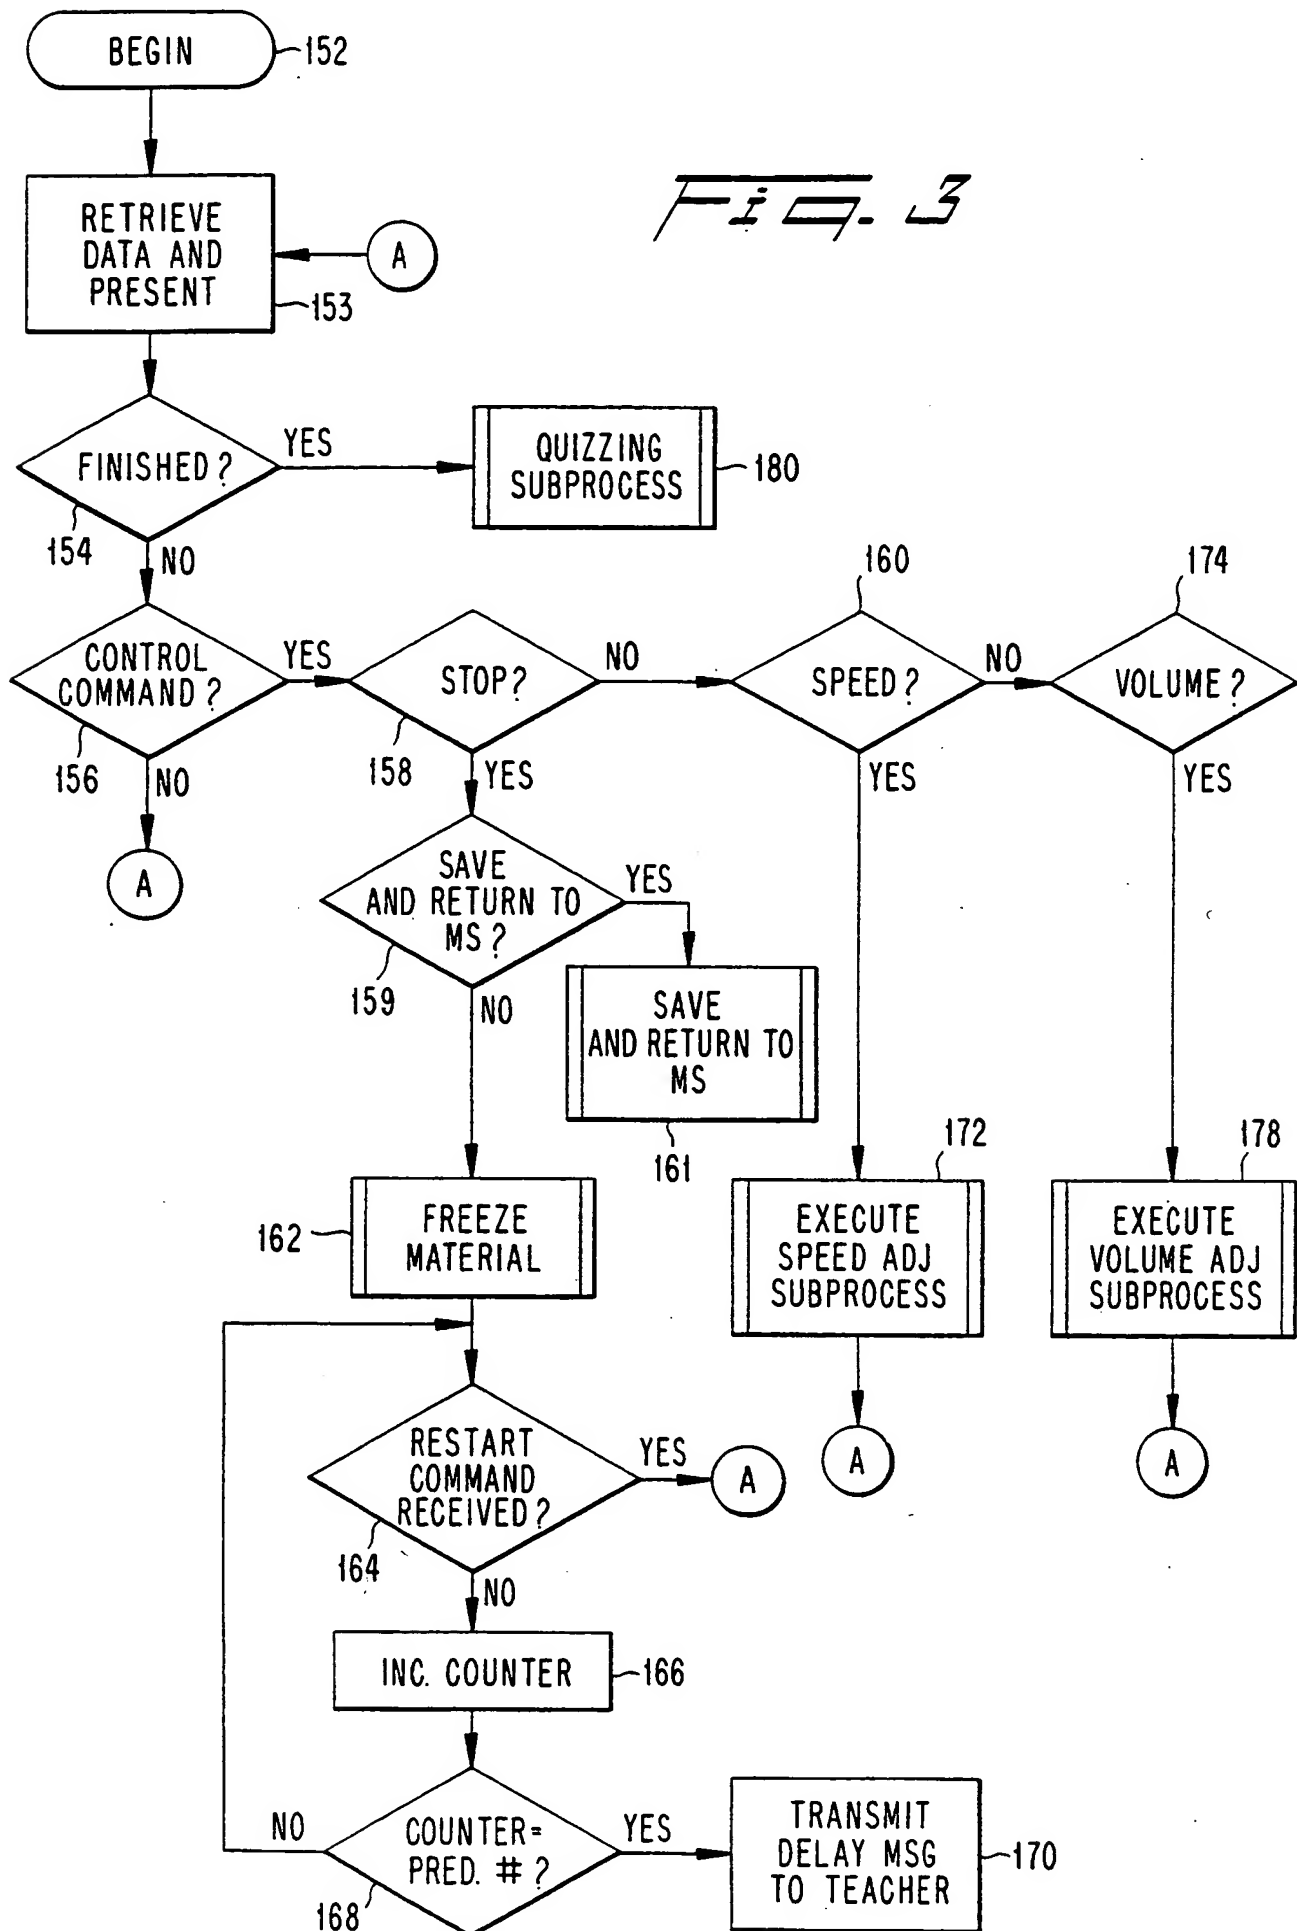 BEGIN
152
Fig. 3
RETRIEVE
DATA AND
PRESENT
153
A
FINISHED?
154
YES
NO
QUIZZING
SUBPROCESS
180
CONTROL
COMMAND?
156
YES
NO
A
STOP?
158
NO
YES
160
SPEED?
NO
YES
174
VOLUME?
YES
SAVE
AND RETURN TO
MS?
159
YES
NO
SAVE
AND RETURN TO
MS
161
162
FREEZE
MATERIAL
172
EXECUTE
SPEED ADJ
SUBPROCESS
A
178
EXECUTE
VOLUME ADJ
SUBPROCESS
A
RESTART
COMMAND
RECEIVED?
164
YES
A
NO
INC. COUNTER
166
COUNTER=
PRED. #?
168
NO
YES
TRANSMIT
DELAY MSG
TO TEACHER
170